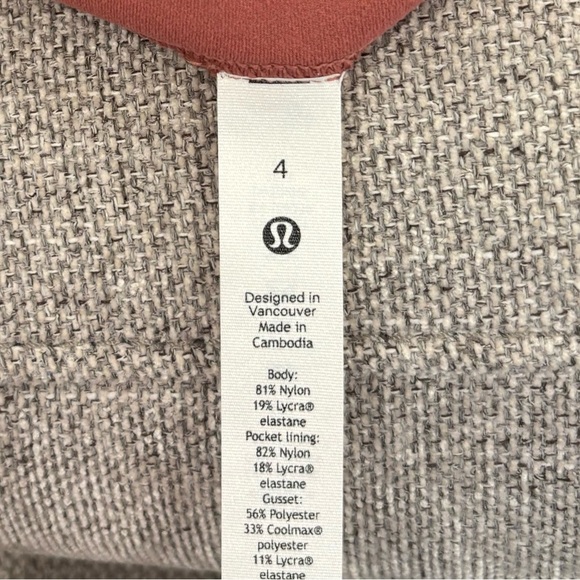 4
Designed in
Vancouver
Made in
Cambodia
Body:
81% Nylon
19% Lycra®
elastane
Pocket lining:
82% Nylon
18% Lycra®
elastane
Gusset:
56% Polyester
33% Coolmax®
polyester
11% Lycra®
elastane